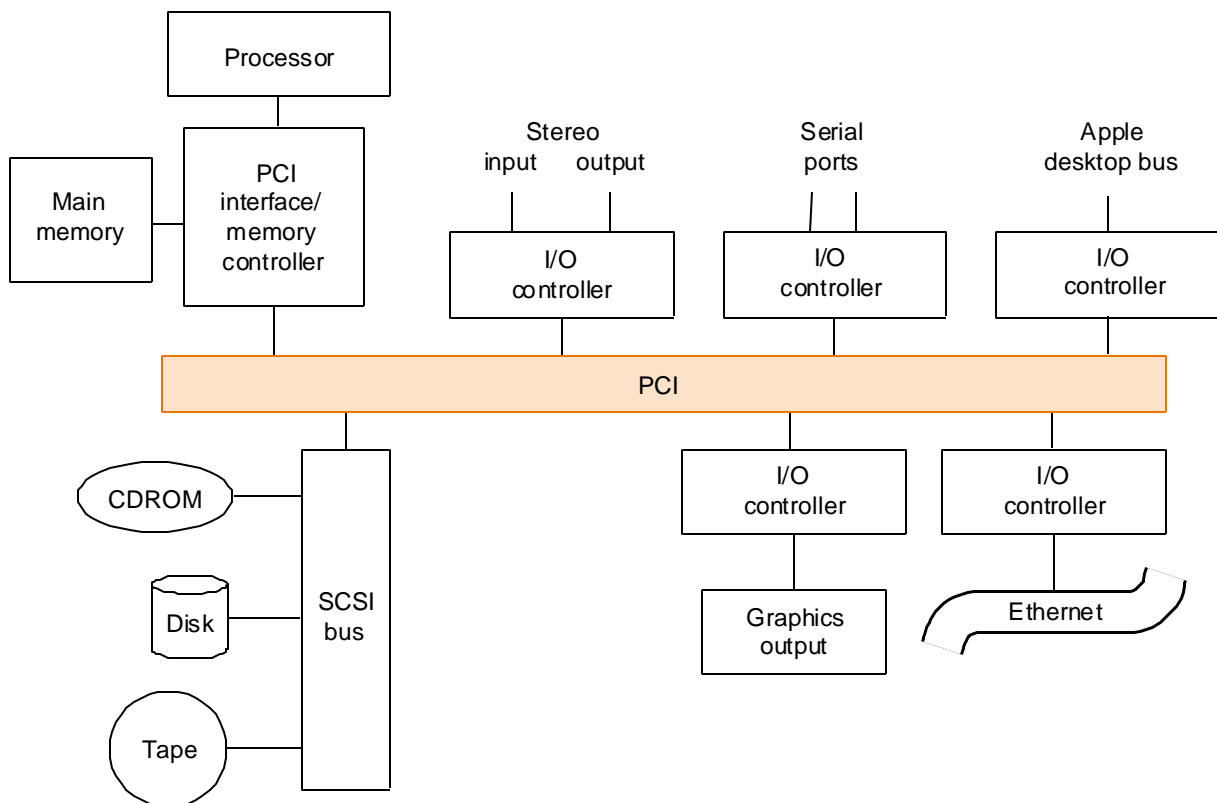 Processor
Main
memory
PCI
interface/
memory
controller
Stereo
input output
I/O
controller
Serial
ports
I/O
controller
Apple
desktop bus
I/O
controller
PCI
CDROM
Disk
Tape
SCSI
bus
I/O
controller
Graphics
output
I/O
controller
Ethernet